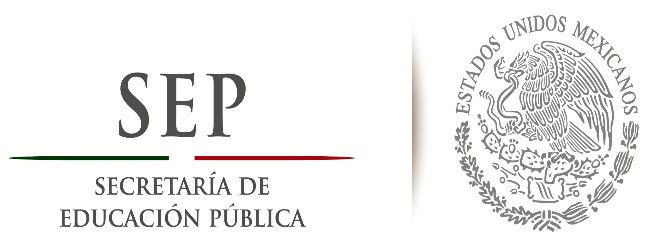 SEP
SECRETARÍA DE
EDUCACIÓN PÚBLICA
ESTADOS UNIDOS MEXICANOS